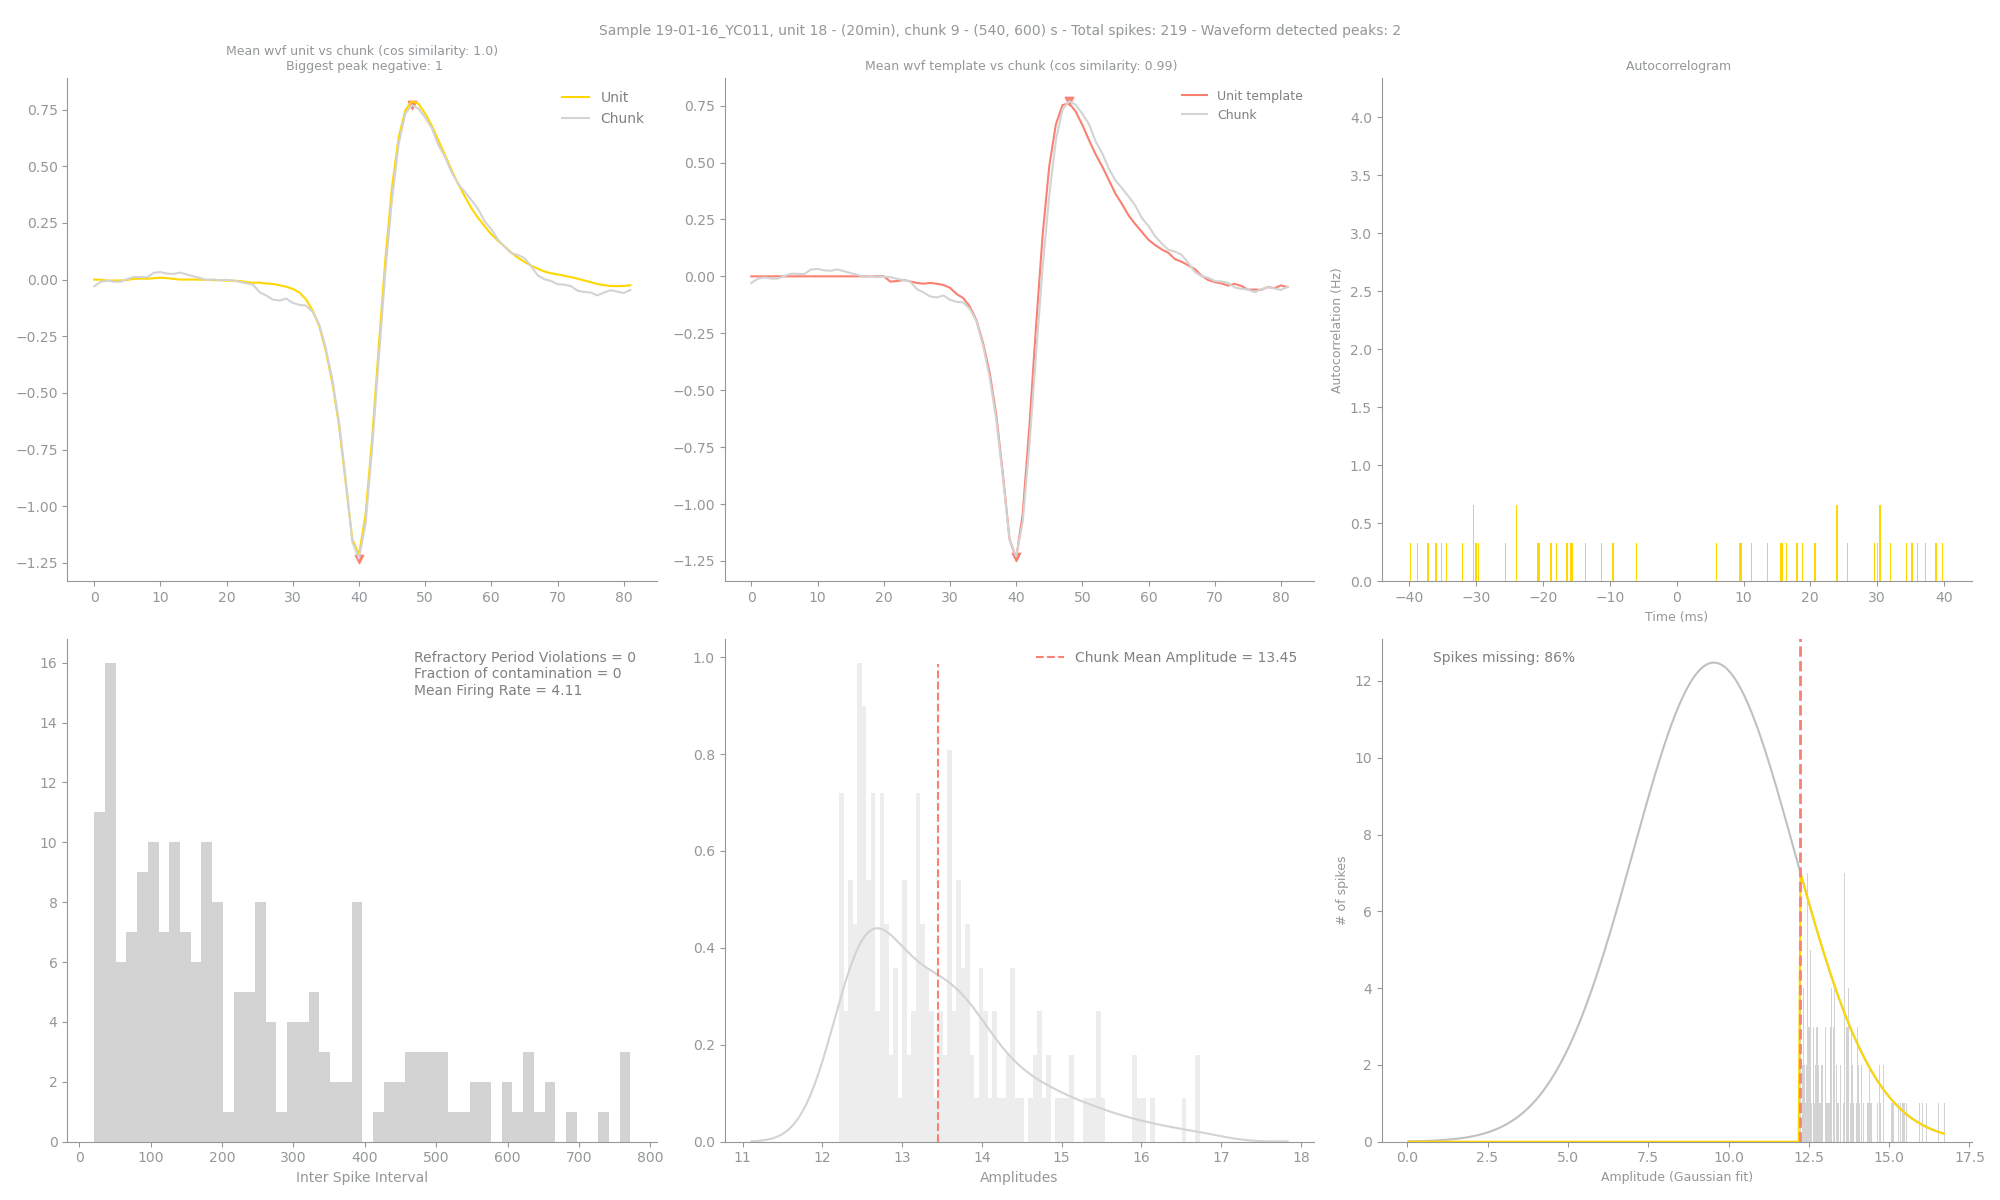 Sample 19-01-16_YC011, unit 18 - (20min), chunk 9 - (540, 600) s - Total spikes: 219 - Waveform detected peaks: 2
Mean wvf unit vs chunk (cos similarity: 1.0)
Biggest peak negative: 1
Unit
Chunk
0.75
0.50
0.25
0.00
−0.25
−0.50
−0.75
−1.00
−1.25
0 10 20 30 40 50 60 70 80
Mean wvf template vs chunk (cos similarity: 0.99)
Unit template
Chunk
0.75
0.50
0.25
0.00
−0.25
−0.50
−0.75
−1.00
−1.25
0 10 20 30 40 50 60 70 80
Autocorrelogram
Autocorrelation (Hz)
4.0
3.5
3.0
2.5
2.0
1.5
1.0
0.5
0.0
−40 −30 −20 −10 0 10 20 30 40
Time (ms)
Refractory Period Violations = 0
Fraction of contamination = 0
Mean Firing Rate = 4.11
16
14
12
10
8
6
4
2
0
0 100 200 300 400 500 600 700 800
Inter Spike Interval
Chunk Mean Amplitude = 13.45
1.0
0.8
0.6
0.4
0.2
0.0
11 12 13 14 15 16 17 18
Amplitudes
Spikes missing: 86%
# of spikes
12
10
8
6
4
2
0
0.0 2.5 5.0 7.5 10.0 12.5 15.0 17.5
Amplitude (Gaussian fit)